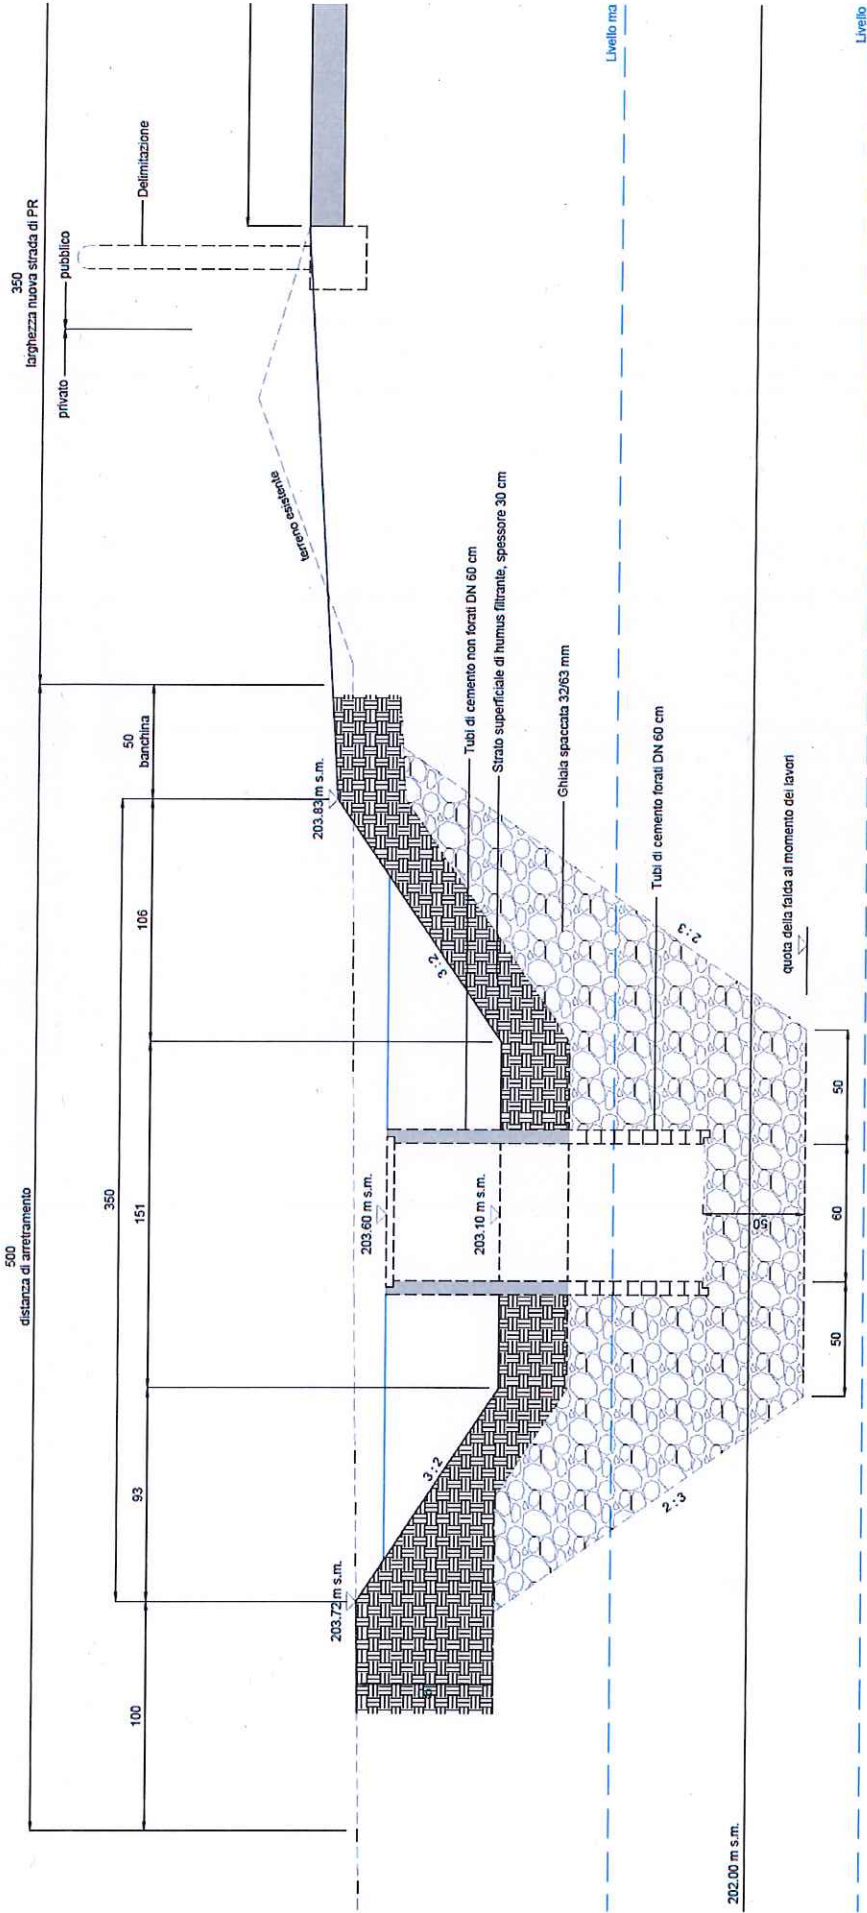 350
larghezza nuova strada di PR
500
distanza di arretramento
privato
pubblico
Delimitazione
terreno esistente
350
50
banchina
106
151
93
100
203.83 m s.m.
203.72 m s.m.
203.60 m s.m.
203.10 m s.m.
3:2
3:2
Tubi di cemento non forati DN 60 cm
Strato superficiale di humus filtrante, spessore 30 cm
Ghiaia spaccata 32/63 mm
Tubi di cemento forati DN 60 cm
2:3
2:3
quota della falda al momento dei lavori
50
50
60
50
202.00 m s.m.
Livello ma
Livello